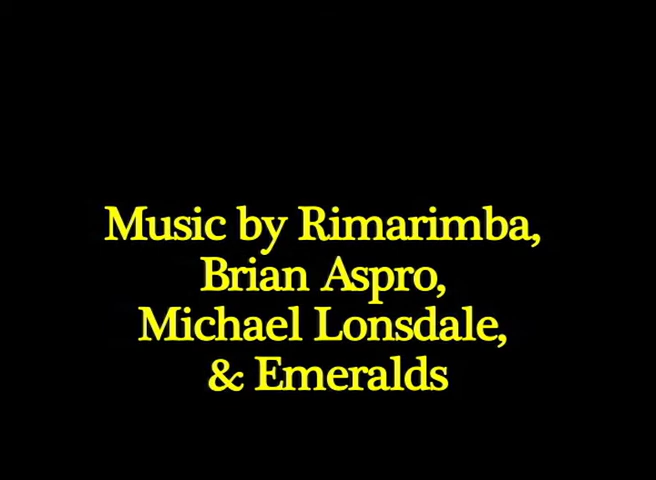 Music by Rimarimba,
Brian Aspro,
Michael Lonsdale,
& Emeralds